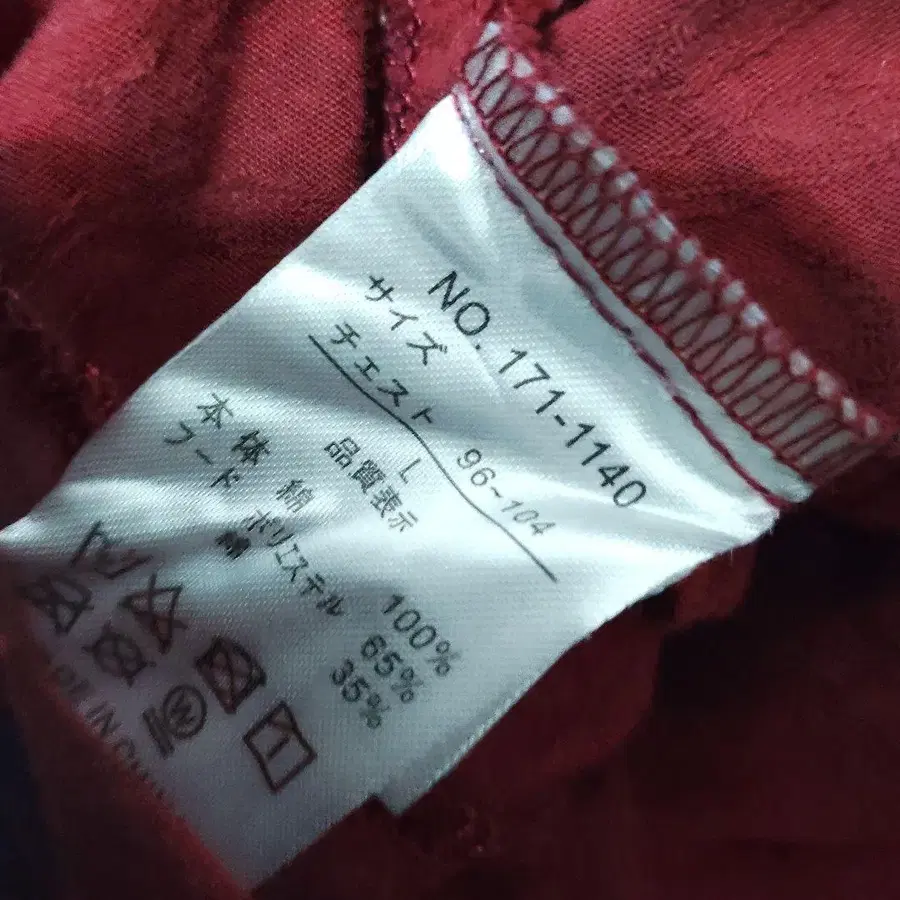 NO. 171-1140
サイズ L
チェスト 96~104
品質表示
本体 綿 100%
フード ポリエステル 65%
綿 35%